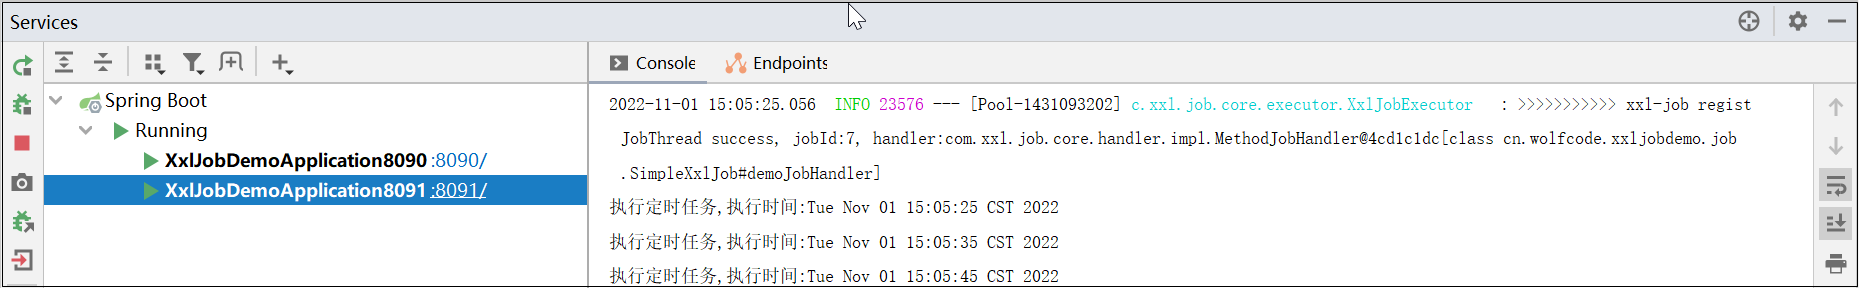 Services
Console
Endpoints
Spring Boot
Running
XxlJobDemoApplication8090 :8090/
XxlJobDemoApplication8091 :8091/
2022-11-01 15:05:25.056  INFO 23576 --- [Pool-1431093202] c.xxl.job.core.executor.XxlJobExecutor   : >>>>>>>>>>> xxl-job regist
JobThread success, jobId:7, handler:com.xxl.job.core.handler.impl.MethodJobHandler@4cd1c1dc[class cn.wolfcode.xxljobdemo.job
.SimpleXxlJob#demoJobHandler]
执行定时任务,执行时间:Tue Nov 01 15:05:25 CST 2022
执行定时任务,执行时间:Tue Nov 01 15:05:35 CST 2022
执行定时任务,执行时间:Tue Nov 01 15:05:45 CST 2022